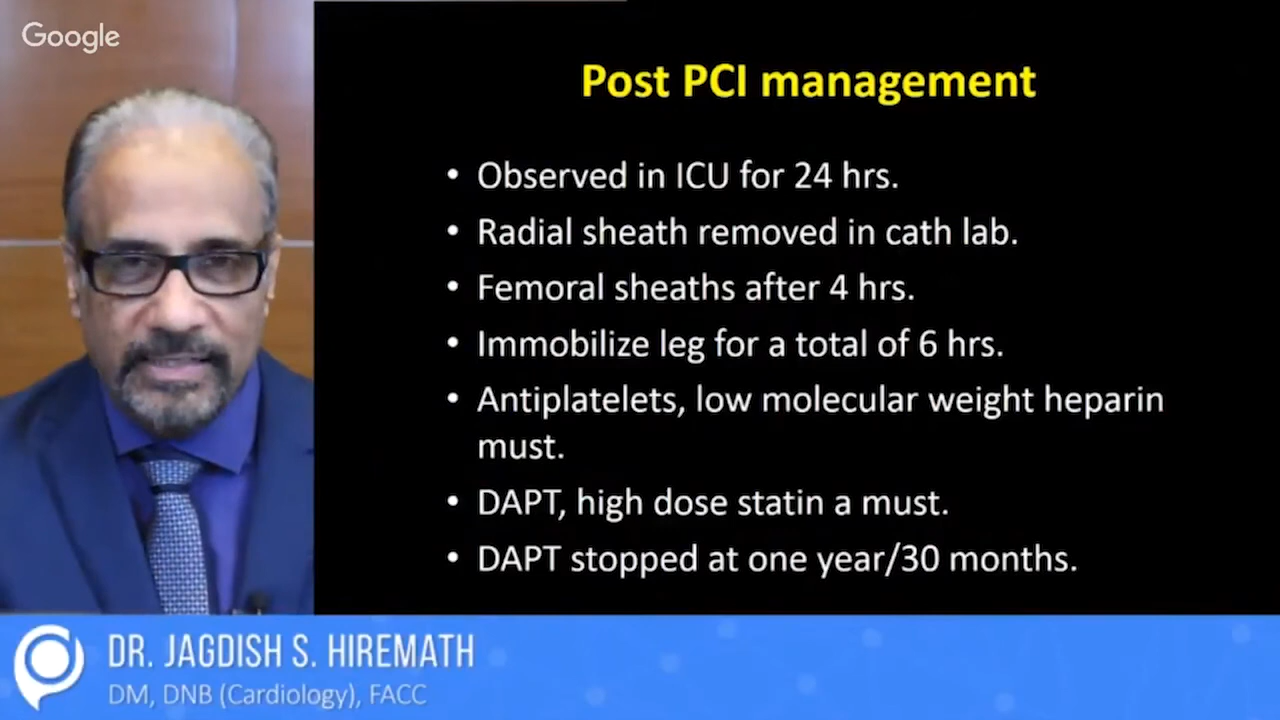 Google
Post PCI management
• Observed in ICU for 24 hrs.
• Radial sheath removed in cath lab.
• Femoral sheaths after 4 hrs.
• Immobilize leg for a total of 6 hrs.
• Antiplatelets, low molecular weight heparin
must.
• DAPT, high dose statin a must.
• DAPT stopped at one year/30 months.
DR. JAGDISH S. HIREMATH
DM, DNB (Cardiology), FACC